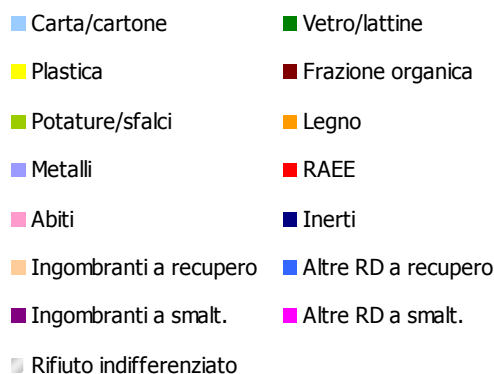 Carta/cartone
Vetro/lattine
Plastica
Frazione organica
Potature/sfalci
Legno
Metalli
RAEE
Abiti
Inerti
Ingombranti a recupero
Altre RD a recupero
Ingombranti a smalt.
Altre RD a smalt.
Rifiuto indifferenziato